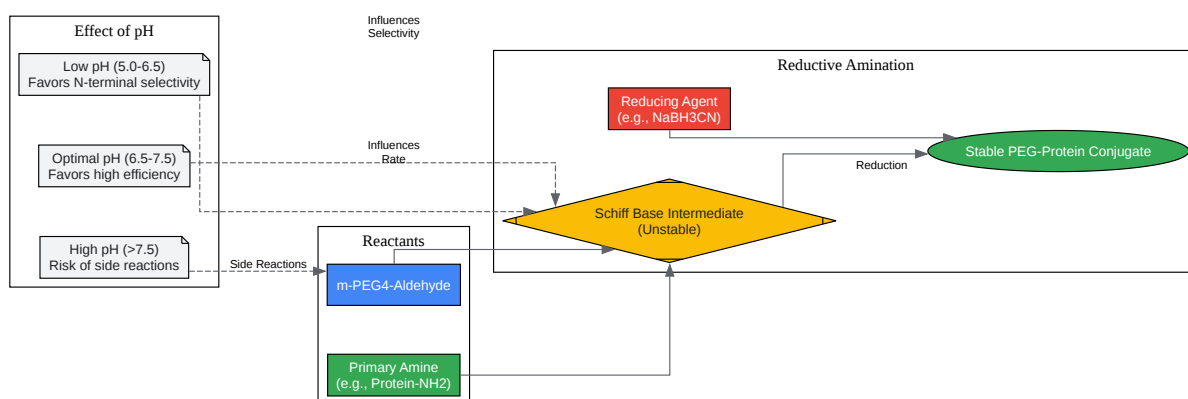 Effect of pH
Low pH (5.0-6.5)
Favors N-terminal selectivity
Optimal pH (6.5-7.5)
Favors high efficiency
High pH (>7.5)
Risk of side reactions
Influences
Selectivity
Influences
Rate
Side Reactions
Reactants
m-PEG4-Aldehyde
Primary Amine
(e.g., Protein-NH2)
Reductive Amination
Reducing Agent
(e.g., NaBH3CN)
Schiff Base Intermediate
(Unstable)
Reduction
Stable PEG-Protein Conjugate